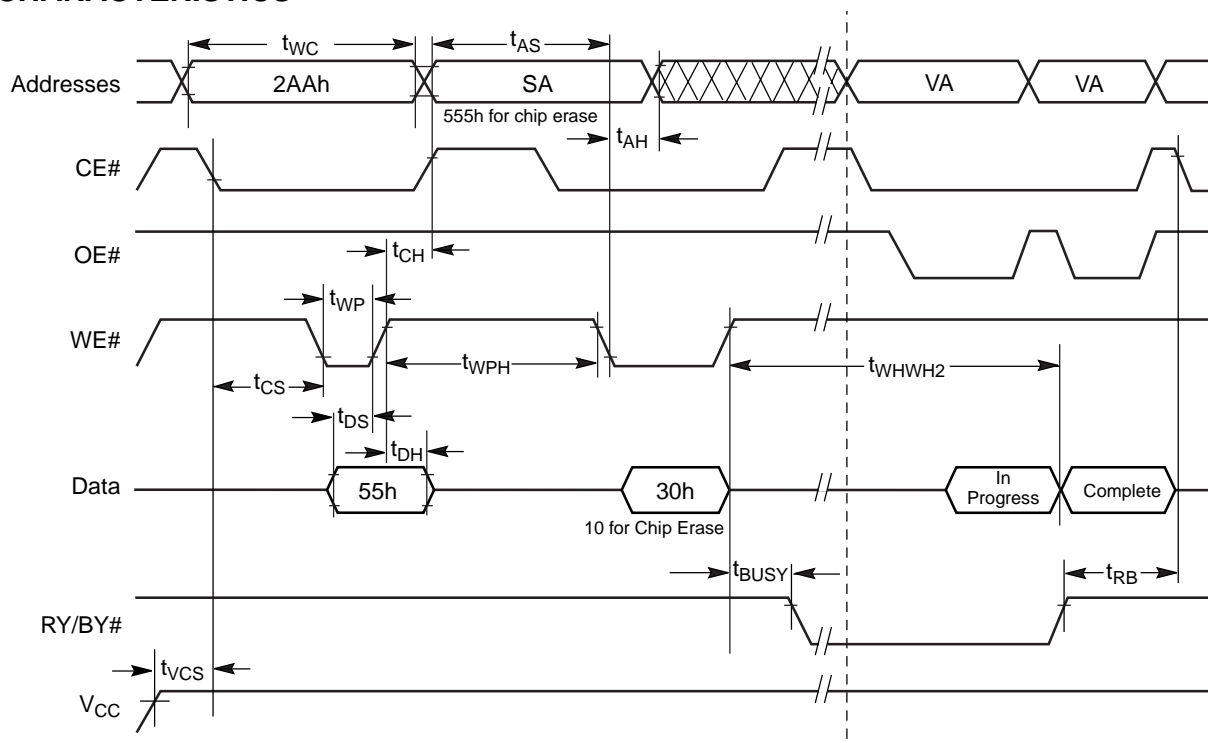 tWC
tAS
Addresses
2AAh
SA
VA
VA
555h for chip erase
tAH
CE#
OE#
tCH
tWP
WE#
tWPH
tWHWH2
tCS
tDS
tDH
Data
55h
30h
In
Progress
Complete
10 for Chip Erase
tBUSY
tRB
RY/BY#
tVCS
VCC